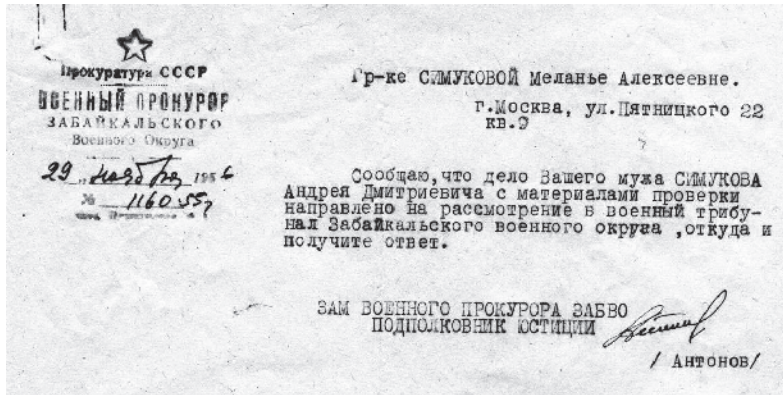 Прокуратура СССР
ВОЕННЫЙ ПРОКУРОР
ЗАБАЙКАЛЬСКОГО
Военного Округа
29 „ ноября 1956
№ 1160 55г
Гр-ке СИМУКОВОЙ Меланье Алексеевне.
г.Москва, ул.Пятницкого 22
кв.9
Сообщаю,что дело Вашего мужа СИМУКОВА
Андрея Дмитриевича с материалами проверки
направлено на рассмотрение в военный трибу-
нал Забайкальского военного округа ,откуда и
получите ответ.
ЗАМ ВОЕННОГО ПРОКУРОРА ЗАБВО
ПОДПОЛКОВНИК ЮСТИЦИИ
/ Антонов/